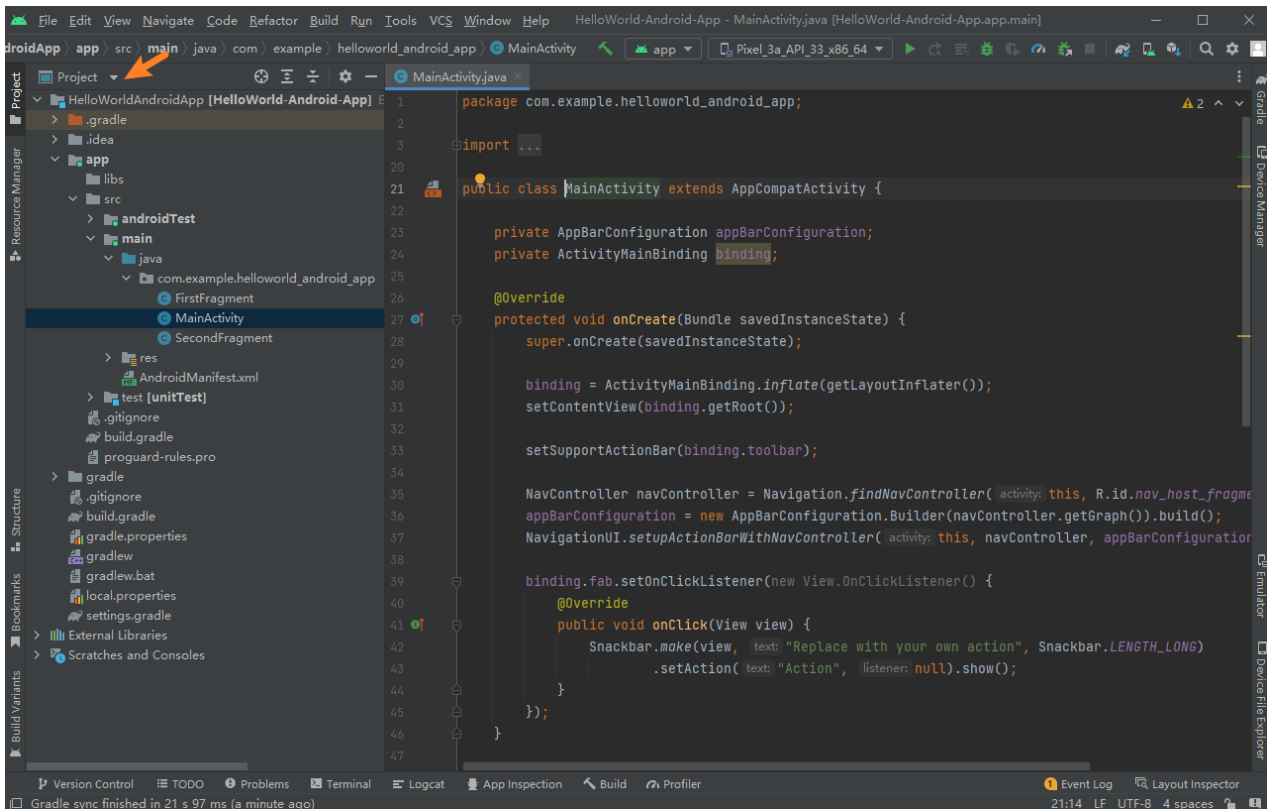 File Edit View Navigate Code Refactor Build Run Tools VCS Window Help HelloWorld-Android-App - MainActivity.java [HelloWorld-Android-App.app.main]
droidApp app src main java com example helloworld_android_app MainActivity app Pixel_3a_API_33_x86_64
Project
MainActivity.java
HelloWorldAndroidApp [HelloWorld-Android-App]
.gradle
.idea
app
libs
src
androidTest
main
java
com.example.helloworld_android_app
FirstFragment
MainActivity
SecondFragment
res
AndroidManifest.xml
test [unitTest]
.gitignore
build.gradle
proguard-rules.pro
gradle
.gitignore
build.gradle
gradle.properties
gradlew
gradlew.bat
local.properties
settings.gradle
External Libraries
Scratches and Consoles
Project
Resource Manager
Structure
Bookmarks
Build Variants
1 package com.example.helloworld_android_app;
2
3 import ...
20
21 public class MainActivity extends AppCompatActivity {
22
23 private AppBarConfiguration appBarConfiguration;
24 private ActivityMainBinding binding;
25
26 @Override
27 protected void onCreate(Bundle savedInstanceState) {
28 super.onCreate(savedInstanceState);
29
30 binding = ActivityMainBinding.inflate(getLayoutInflater());
31 setContentView(binding.getRoot());
32
33 setSupportActionBar(binding.toolbar);
34
35 NavController navController = Navigation.findNavController( activity: this, R.id.nav_host_fragme
36 appBarConfiguration = new AppBarConfiguration.Builder(navController.getGraph()).build();
37 NavigationUI.setupActionBarWithNavController( activity: this, navController, appBarConfiguration
38
39 binding.fab.setOnClickListener(new View.OnClickListener() {
40 @Override
41 public void onClick(View view) {
42 Snackbar.make(view, text: "Replace with your own action", Snackbar.LENGTH_LONG)
43 .setAction( text: "Action", listener: null).show();
44 }
45 });
46 }
47
2
Gradle
Device Manager
Emulator
Device File Explorer
Version Control TODO Problems Terminal Logcat App Inspection Build Profiler 1 Event Log Layout Inspector
Gradle sync finished in 21 s 97 ms (a minute ago) 21:14 LF UTF-8 4 spaces